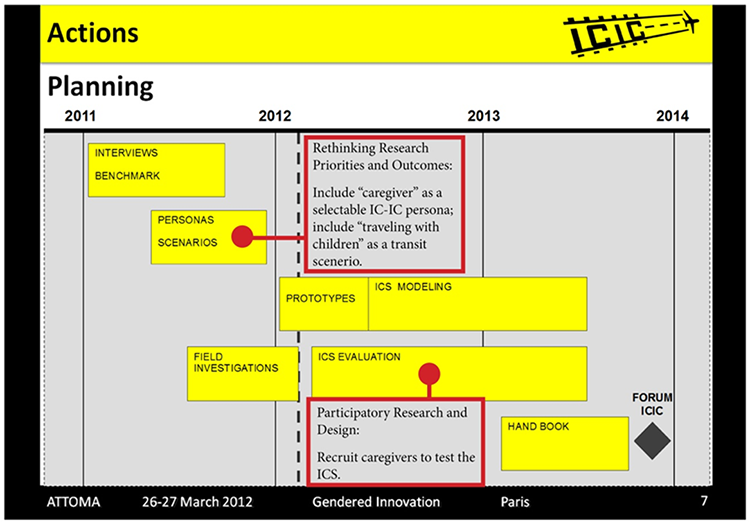 Actions
ICIC
Planning
2011
2012
2013
2014
INTERVIEWS
BENCHMARK
Rethinking Research
Priorities and Outcomes:
Include “caregiver” as a
selectable IC-IC persona;
include “traveling with
children” as a transit
scenerio.
PERSONAS
SCENARIOS
PROTOTYPES
ICS MODELING
FIELD
INVESTIGATIONS
ICS EVALUATION
Participatory Research and
Design:
Recruit caregivers to test the
ICS.
HAND BOOK
FORUM
ICIC
ATTOMA
26-27 March 2012
Gendered Innovation
Paris
7